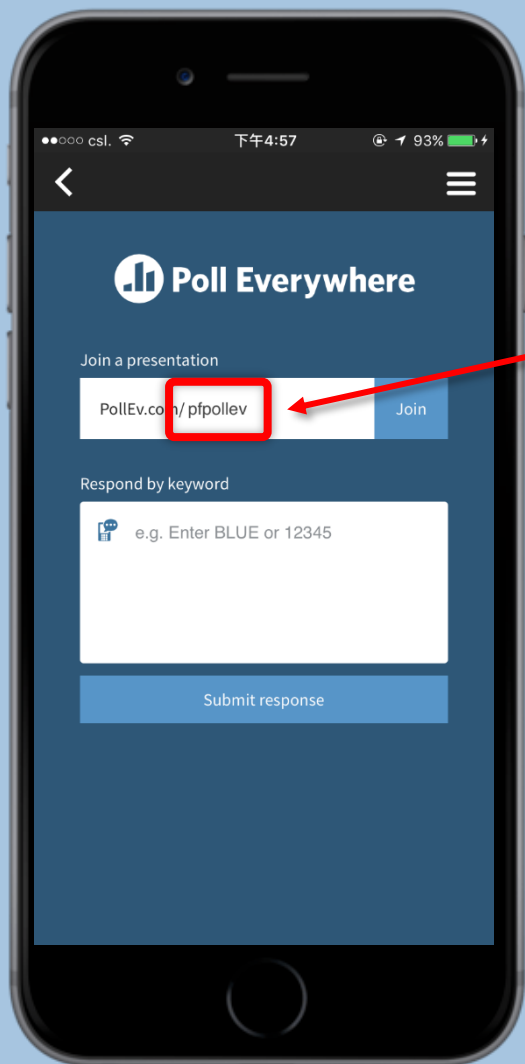 csl. 下午4:57 93%
Poll Everywhere
Join a presentation
PollEv.com/ pfpollev Join
Respond by keyword
e.g. Enter BLUE or 12345
Submit response